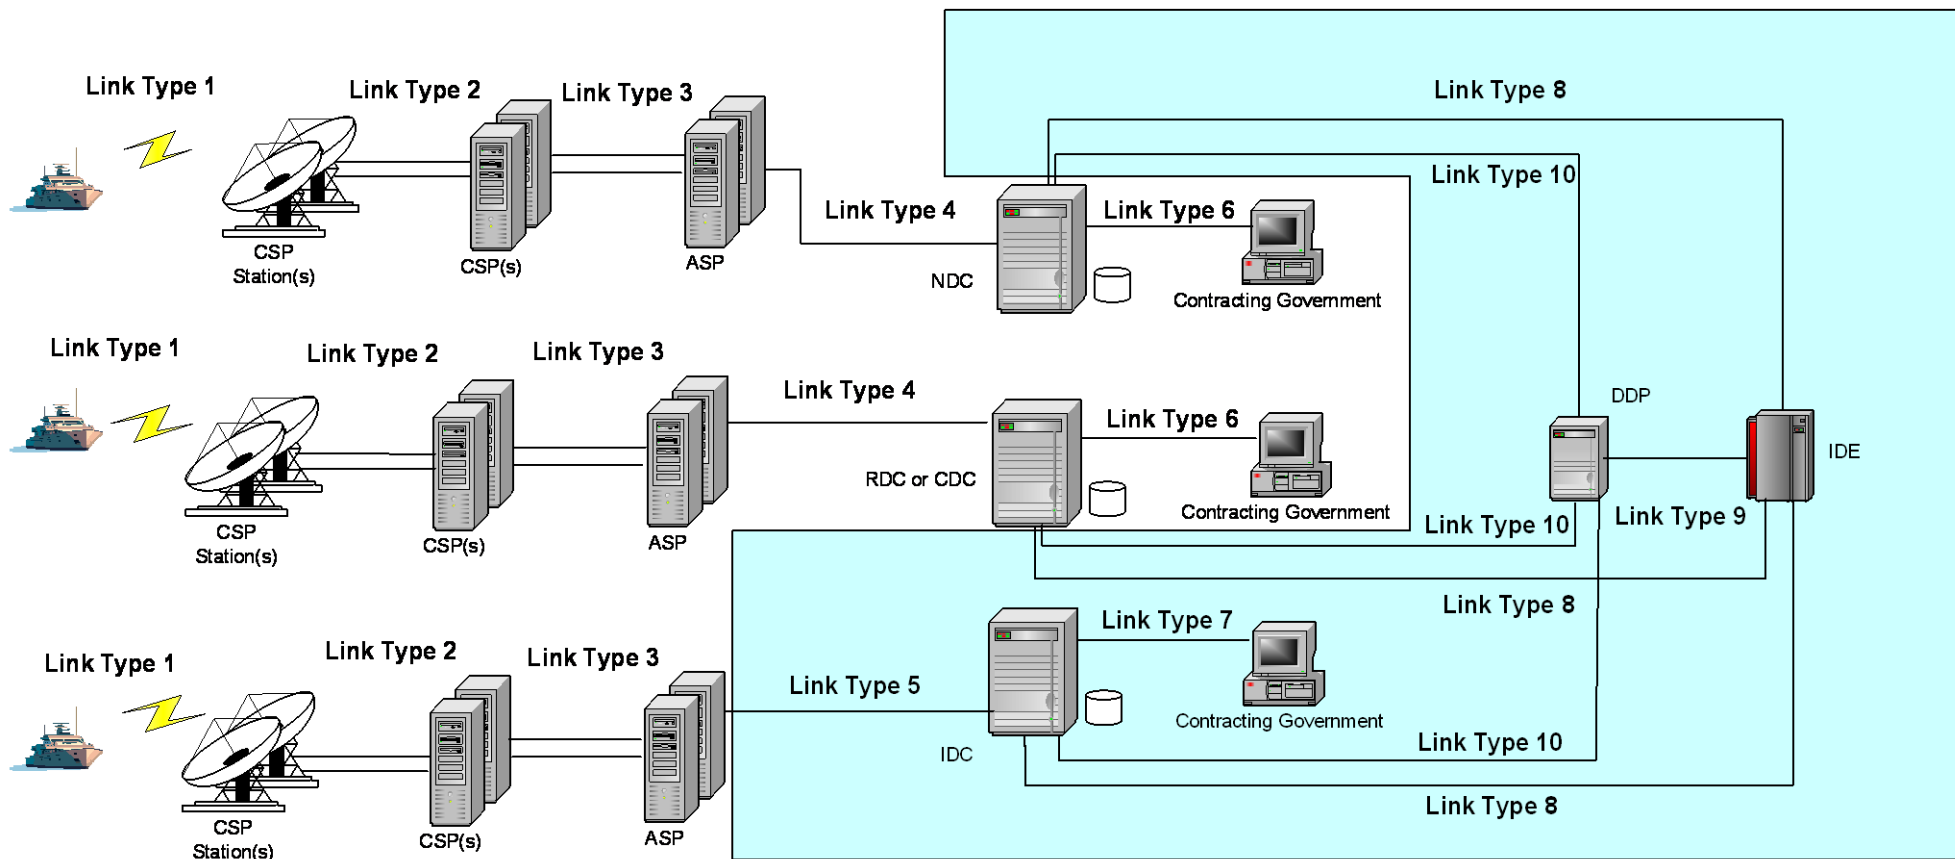 Link Type 1
Link Type 2
Link Type 3
Link Type 8
Link Type 10
Link Type 4
Link Type 6
CSP
Station(s)
CSP(s)
ASP
NDC
Contracting Government
Link Type 1
Link Type 2
Link Type 3
Link Type 4
Link Type 6
DDP
IDE
RDC or CDC
Contracting Government
Link Type 10
Link Type 9
CSP
Station(s)
CSP(s)
ASP
Link Type 8
Link Type 1
Link Type 2
Link Type 3
Link Type 5
Link Type 7
Contracting Government
IDC
Link Type 10
Link Type 8
CSP
Station(s)
CSP(s)
ASP